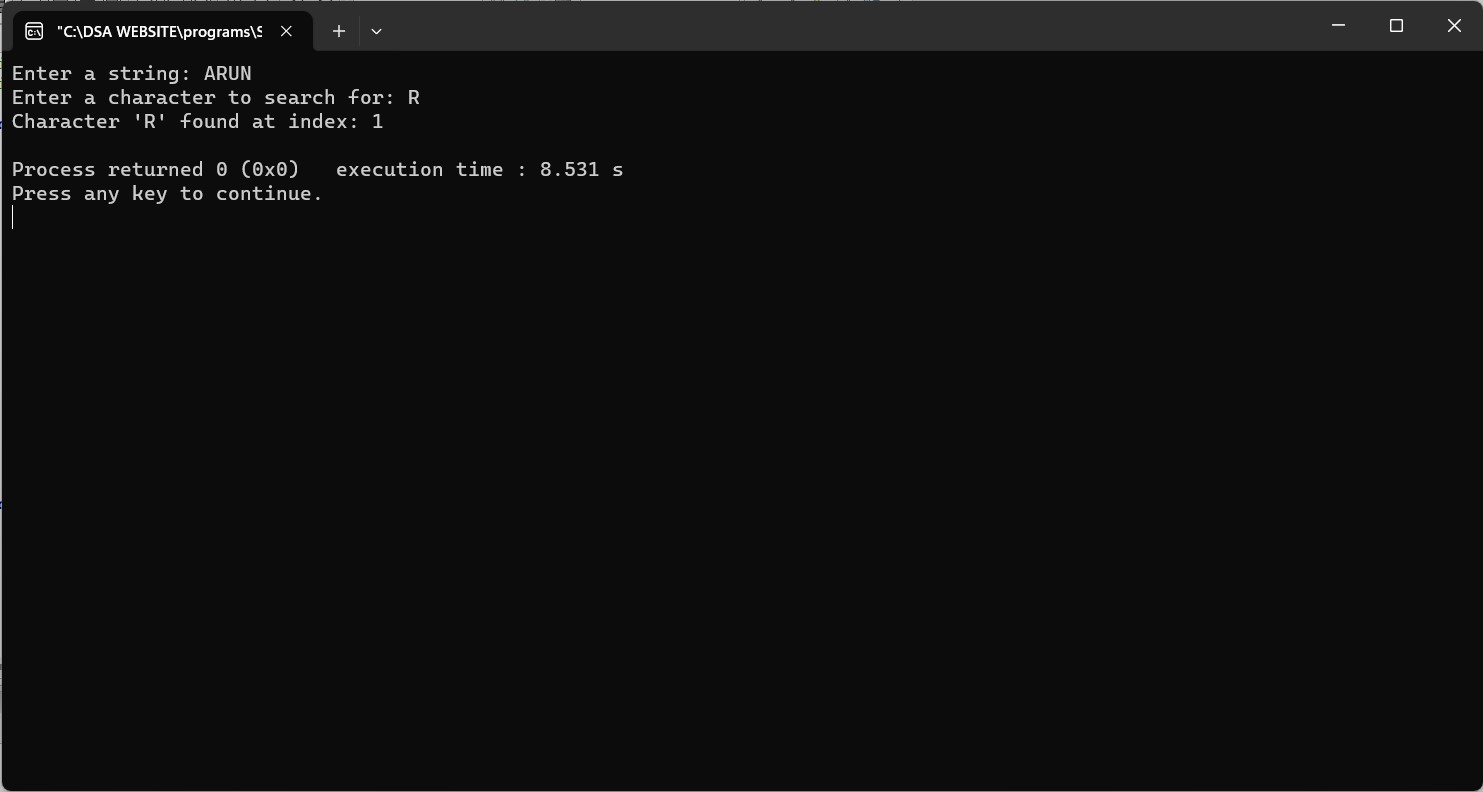 "C:\DSA WEBSITE\programs\S
Enter a string: ARUN
Enter a character to search for: R
Character 'R' found at index: 1
Process returned 0 (0x0)   execution time : 8.531 s
Press any key to continue.